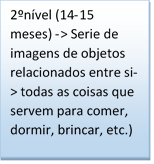 2ºnível (14-15
meses) -> Serie de
imagens de objetos
relacionados entre si-
> todas as coisas que
servem para comer,
dormir, brincar, etc.)